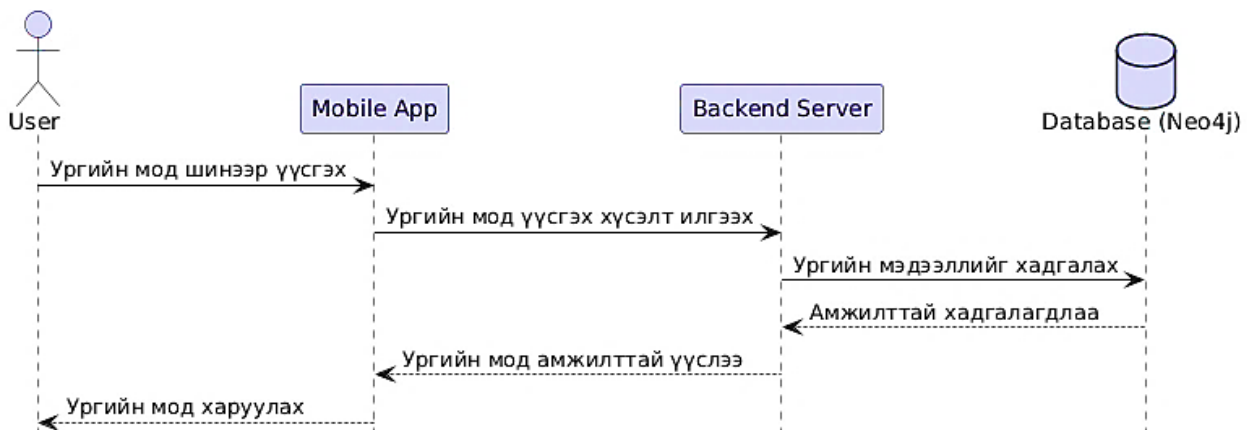 User
Mobile App
Backend Server
Database (Neo4j)
Ургийн мод шинээр үүсгэх
Ургийн мод үүсгэх хүсэлт илгээх
Ургийн мэдээллийг хадгалах
Амжилттай хадгалагдлаа
Ургийн мод амжилттай үүслээ
Ургийн мод харуулах